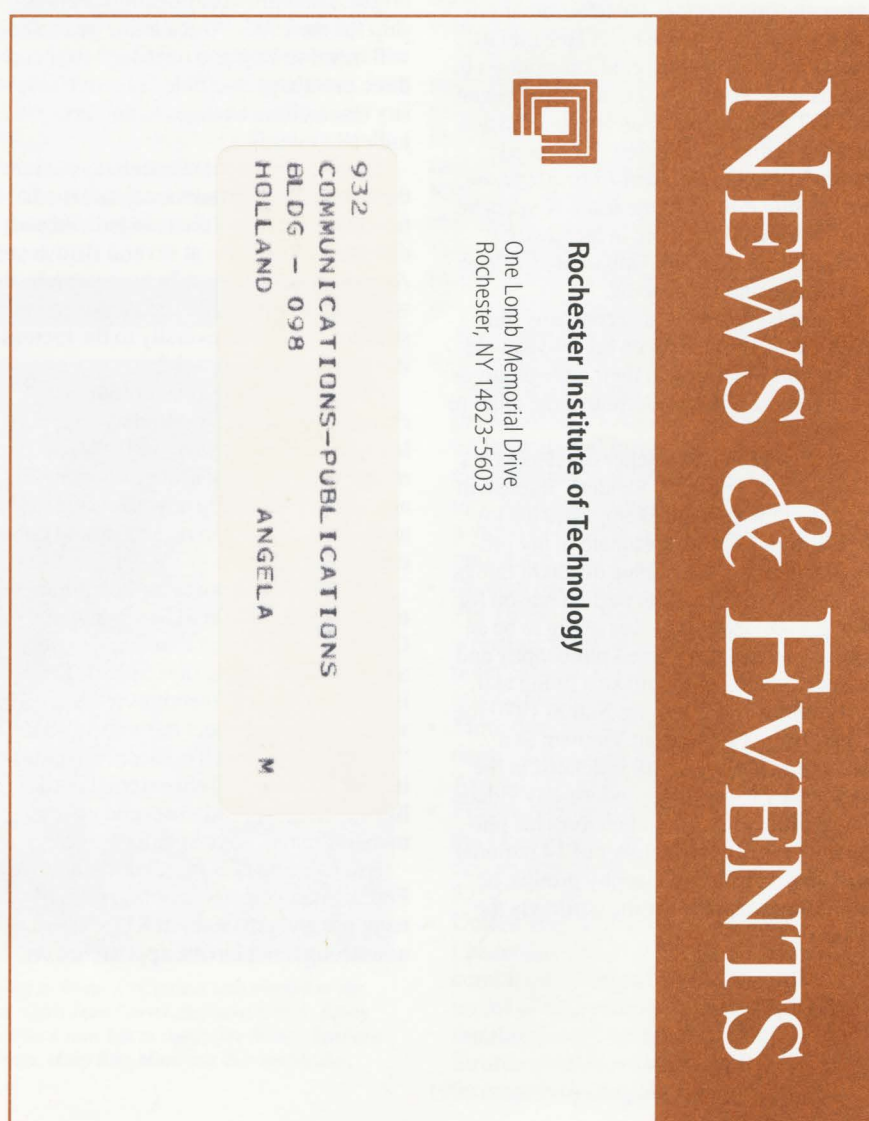 NEWS & EVENTS
Rochester Institute of Technology
One Lomb Memorial Drive
Rochester, NY 14623-5603
932
COMMUNICATIONS-PUBLICATIONS
BLDG - 098
HOLLAND ANGELA M